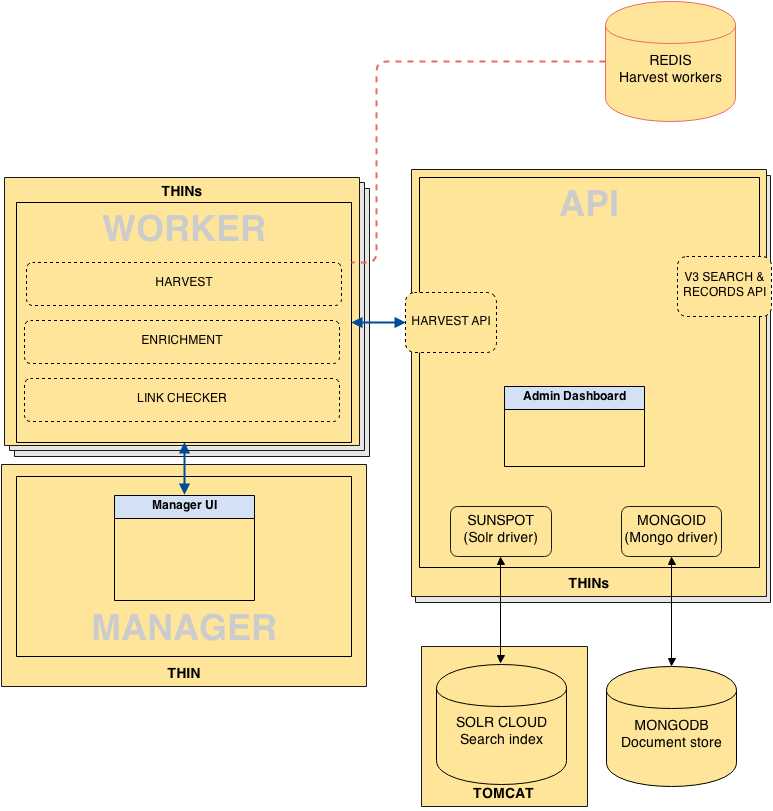 REDIS
Harvest workers
THINs
WORKER
HARVEST
ENRICHMENT
LINK CHECKER
API
V3 SEARCH &
RECORDS API
HARVEST API
Admin Dashboard
SUNSPOT
(Solr driver)
MONGOID
(Mongo driver)
THINs
Manager UI
MANAGER
THIN
SOLR CLOUD
Search index
TOMCAT
MONGODB
Document store